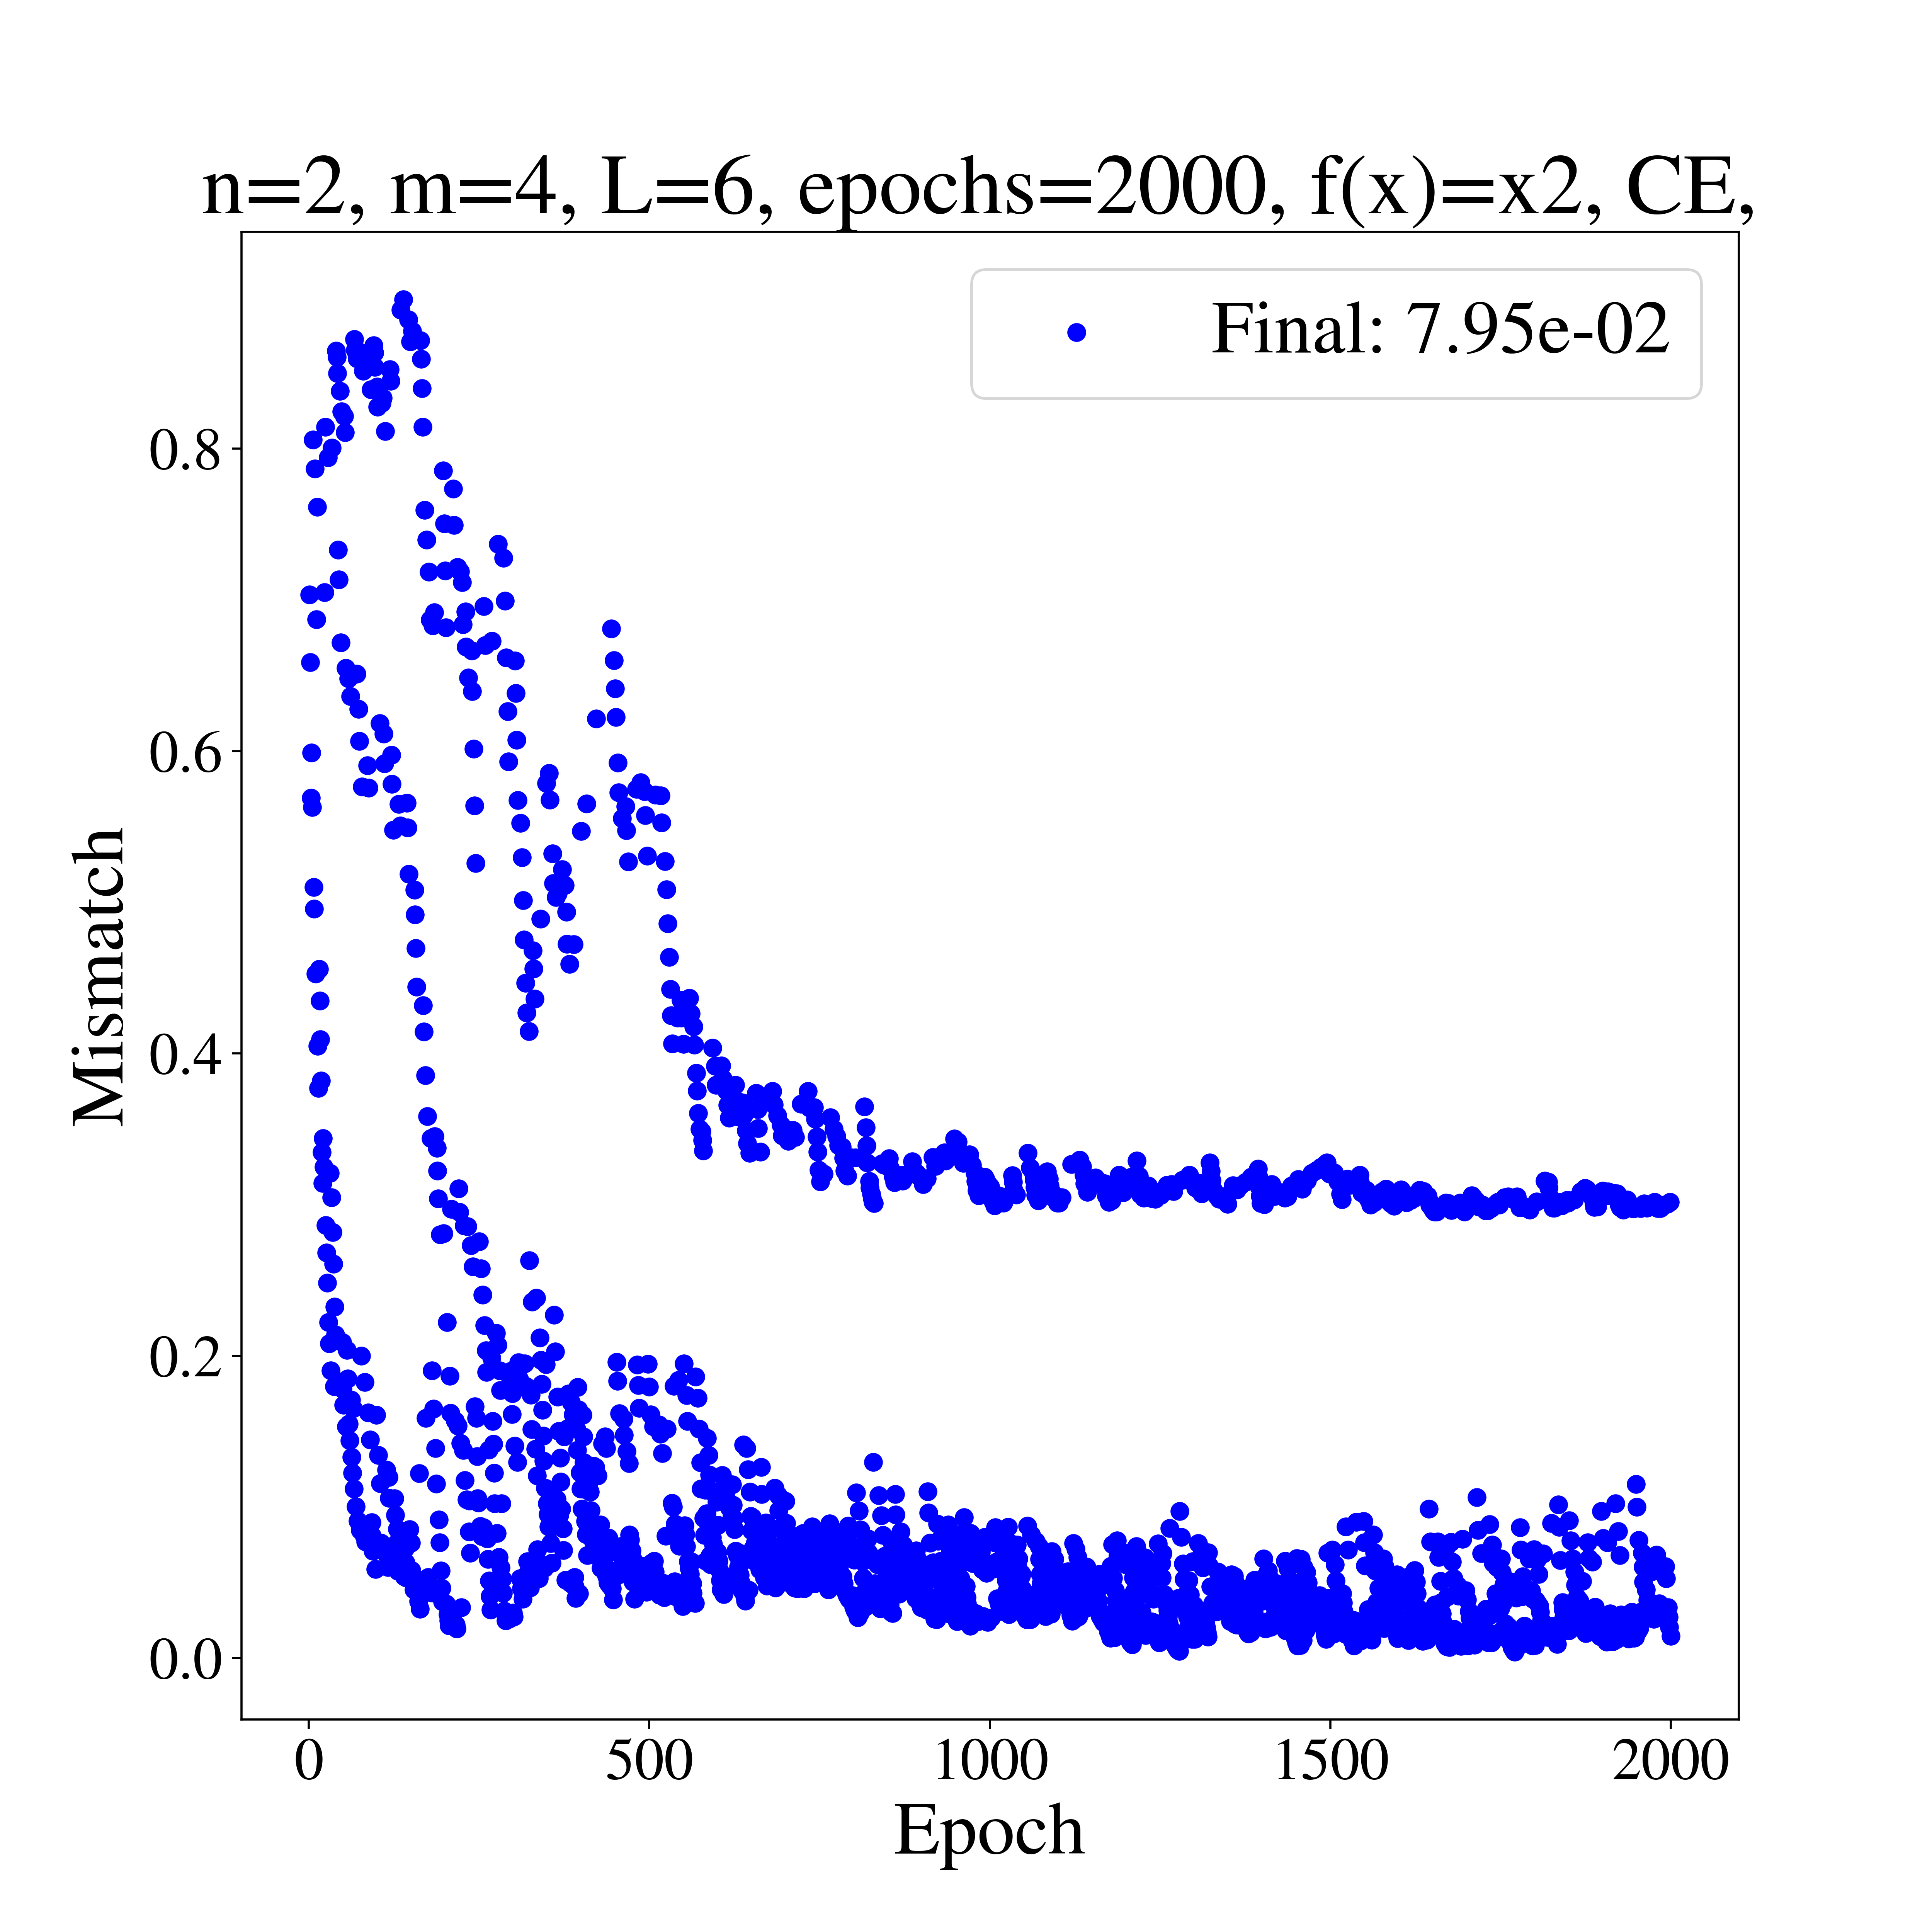 n=2, m=4, L=6, epochs=2000, f(x)=x2, CE,
Final: 7.95e-02
Mismatch
0.8
0.6
0.4
0.2
0.0
0 500 1000 1500 2000
Epoch